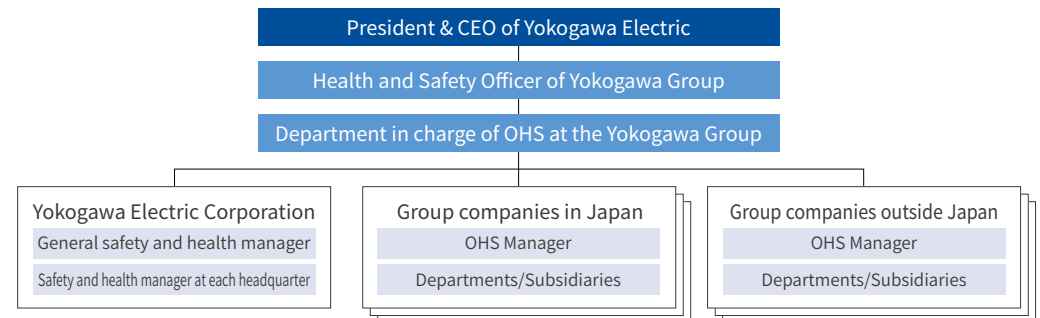 President & CEO of Yokogawa Electric
Health and Safety Officer of Yokogawa Group
Department in charge of OHS at the Yokogawa Group
Yokogawa Electric Corporation
General safety and health manager
Safety and health manager at each headquarter
Group companies in Japan
OHS Manager
Departments/Subsidiaries
Group companies outside Japan
OHS Manager
Departments/Subsidiaries